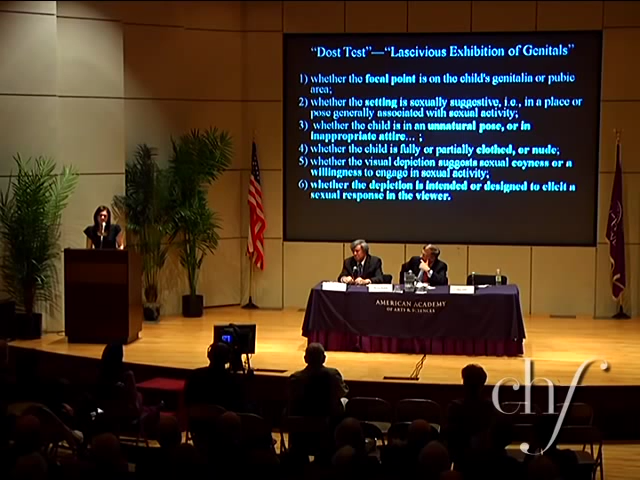 "Dost Test"—"Lascivious Exhibition of Genitals"
1) whether the focal point is on the child's genitalia or pubic
area;
2) whether the setting is sexually suggestive, i.e., in a place or
pose generally associated with sexual activity;
3) whether the child is in an unnatural pose, or in
inappropriate attire... ;
4) whether the child is fully or partially clothed, or nude;
5) whether the visual depiction suggests sexual coyness or a
willingness to engage in sexual activity;
6) whether the depiction is intended or designed to elicit a
sexual response in the viewer.
AMERICAN ACADEMY
OF ARTS & SCIENCES
chf